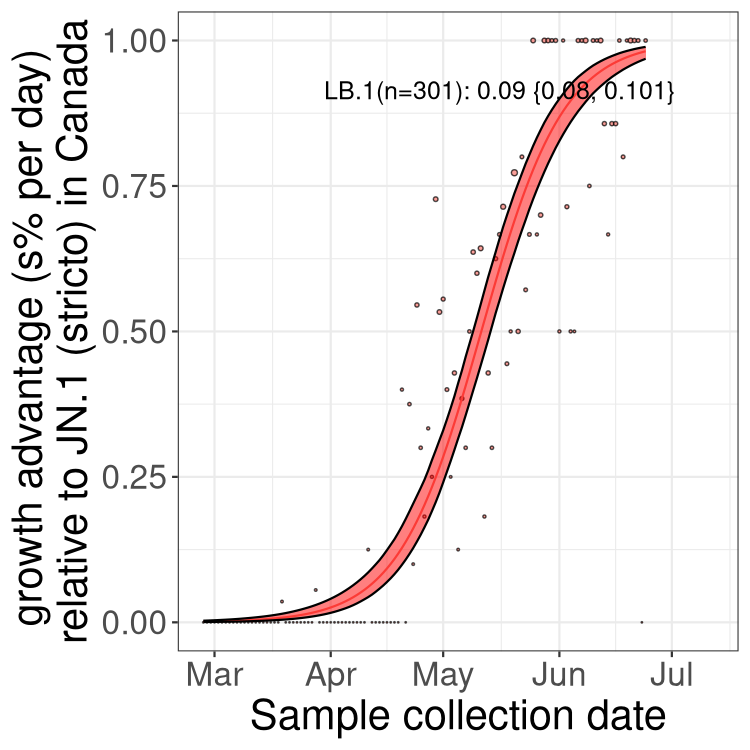 growth advantage (s% per day)
relative to JN.1 (stricto) in Canada
1.00
0.75
0.50
0.25
0.00
LB.1(n=301): 0.09 {0.08, 0.101}
Mar Apr May Jun Jul
Sample collection date